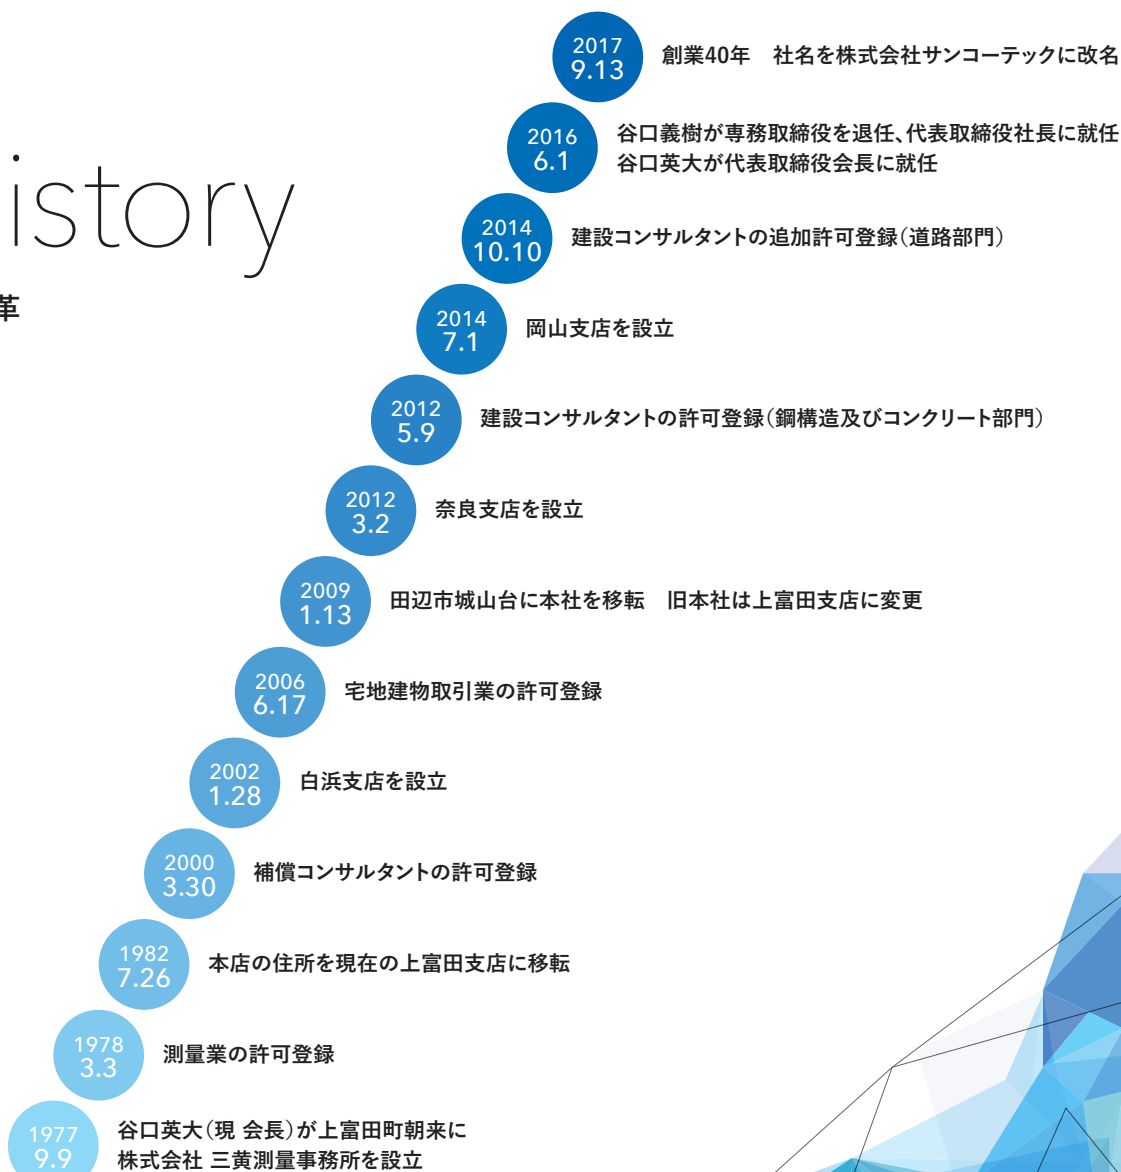 istory
革
2017
9.13
創業40年　社名を株式会社サンコーテックに改名
2016
6.1
谷口義樹が専務取締役を退任、代表取締役社長に就任
谷口英大が代表取締役会長に就任
2014
10.10
建設コンサルタントの追加許可登録（道路部門）
2014
7.1
岡山支店を設立
2012
5.9
建設コンサルタントの許可登録（鋼構造及びコンクリート部門）
2012
3.2
奈良支店を設立
2009
1.13
田辺市城山台に本社を移転　旧本社は上富田支店に変更
2006
6.17
宅地建物取引業の許可登録
2002
1.28
白浜支店を設立
2000
3.30
補償コンサルタントの許可登録
1982
7.26
本店の住所を現在の上富田支店に移転
1978
3.3
測量業の許可登録
1977
9.9
谷口英大（現 会長）が上富田町朝来に
株式会社 三黄測量事務所を設立